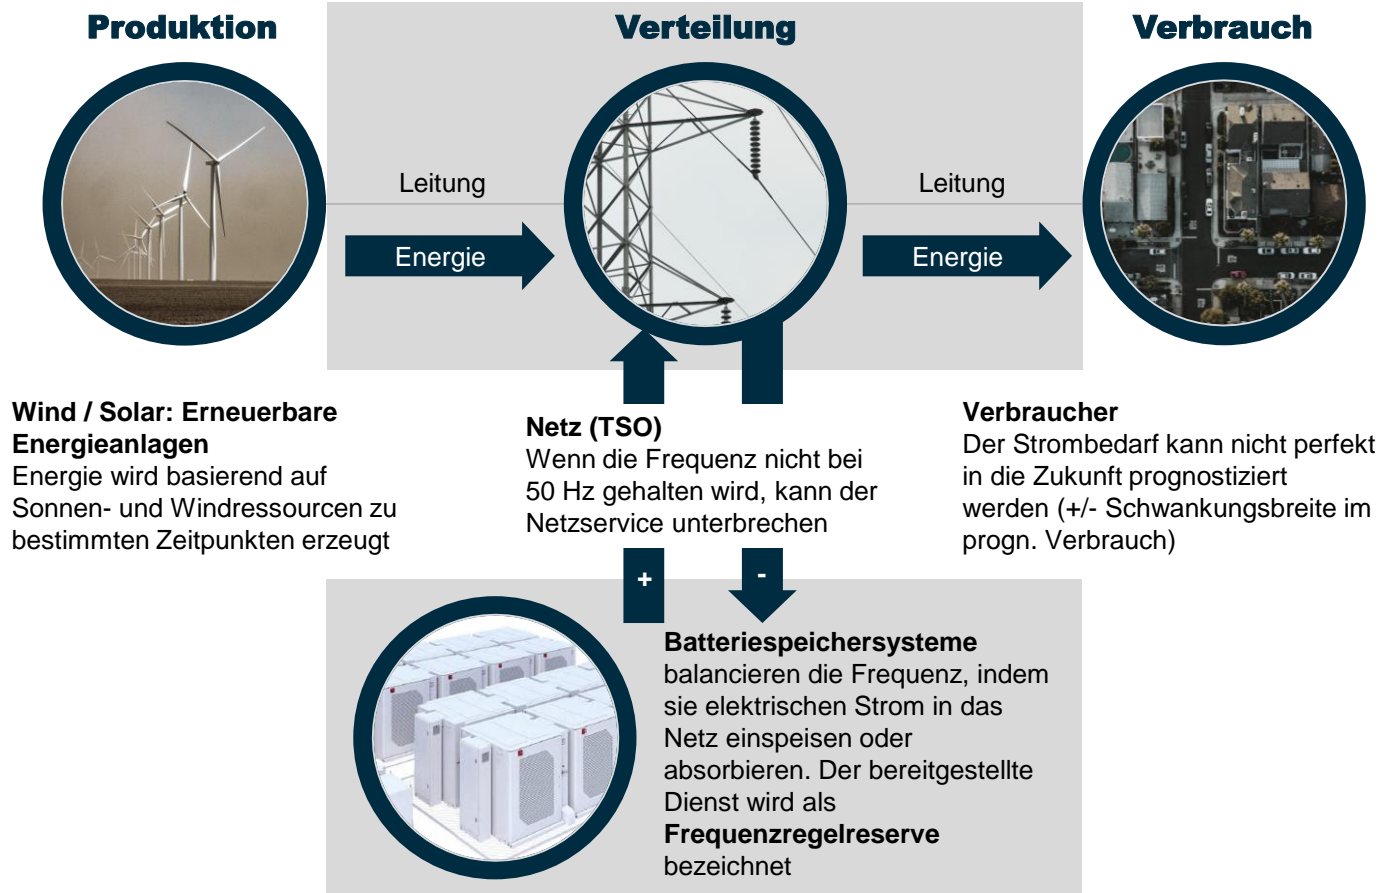 Produktion
Verteilung
Verbrauch
Leitung
Leitung
Energie
Energie
Wind / Solar: Erneuerbare
Energieanlagen
Energie wird basierend auf
Sonnen- und Windressourcen zu
bestimmten Zeitpunkten erzeugt
Netz (TSO)
Wenn die Frequenz nicht bei
50 Hz gehalten wird, kann der
Netzservice unterbrechen
Verbraucher
Der Strombedarf kann nicht perfekt
in die Zukunft prognostiziert
werden (+/- Schwankungsbreite im
progn. Verbrauch)
+
-
Batteriespeichersysteme
balancieren die Frequenz, indem
sie elektrischen Strom in das
Netz einspeisen oder
absorbieren. Der bereitgestellte
Dienst wird als
Frequenzregelreserve
bezeichnet